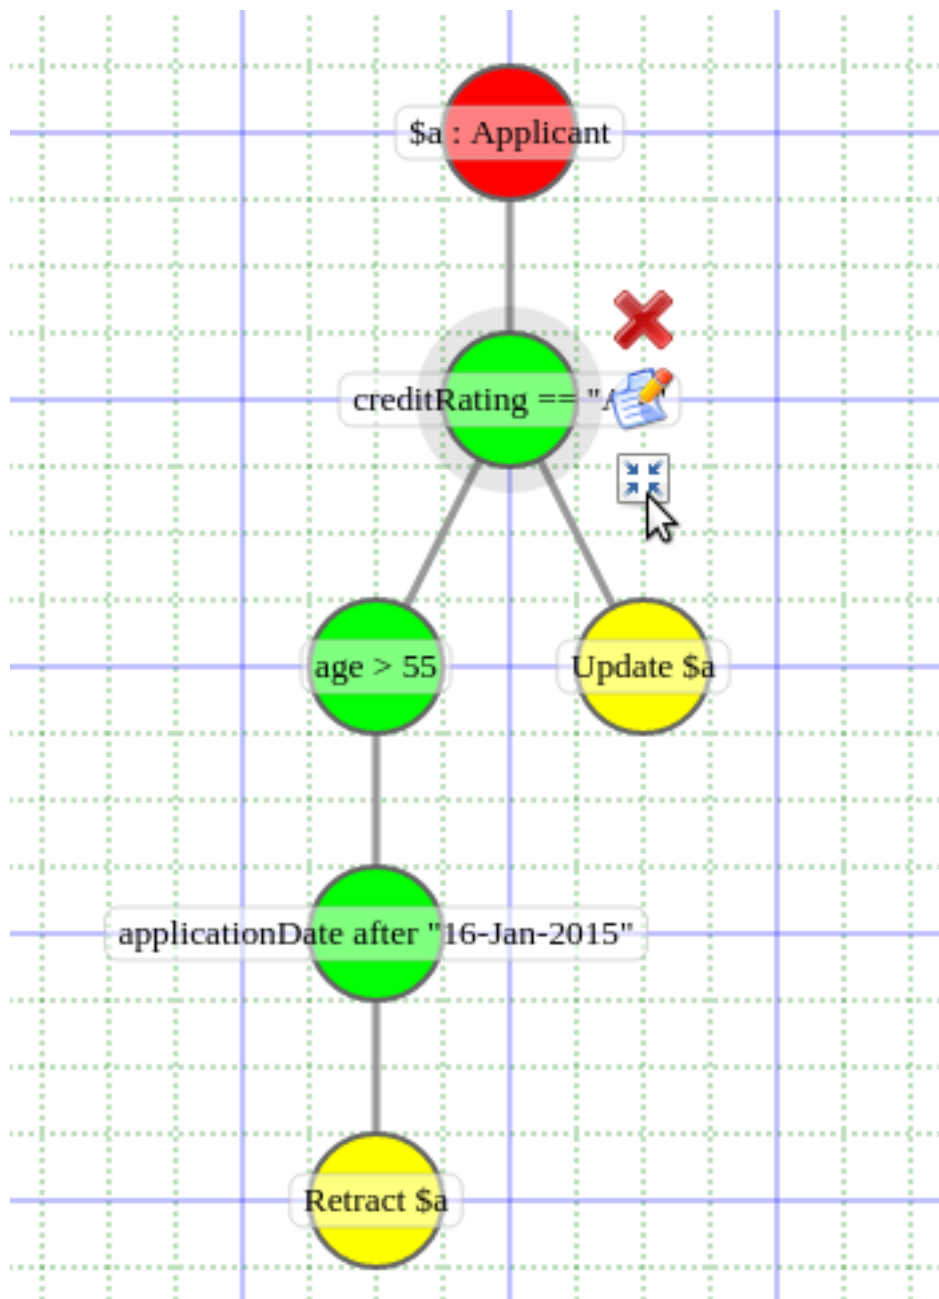 $a : Applicant
creditRating == "
age > 55
Update $a
applicationDate after "16-Jan-2015"
Retract $a